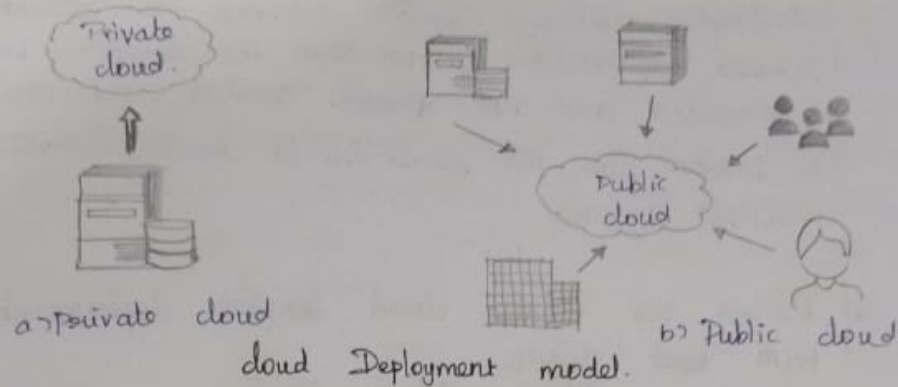 Private
cloud.
Public
cloud
a) Private cloud
b) Public cloud
cloud Deployment model.